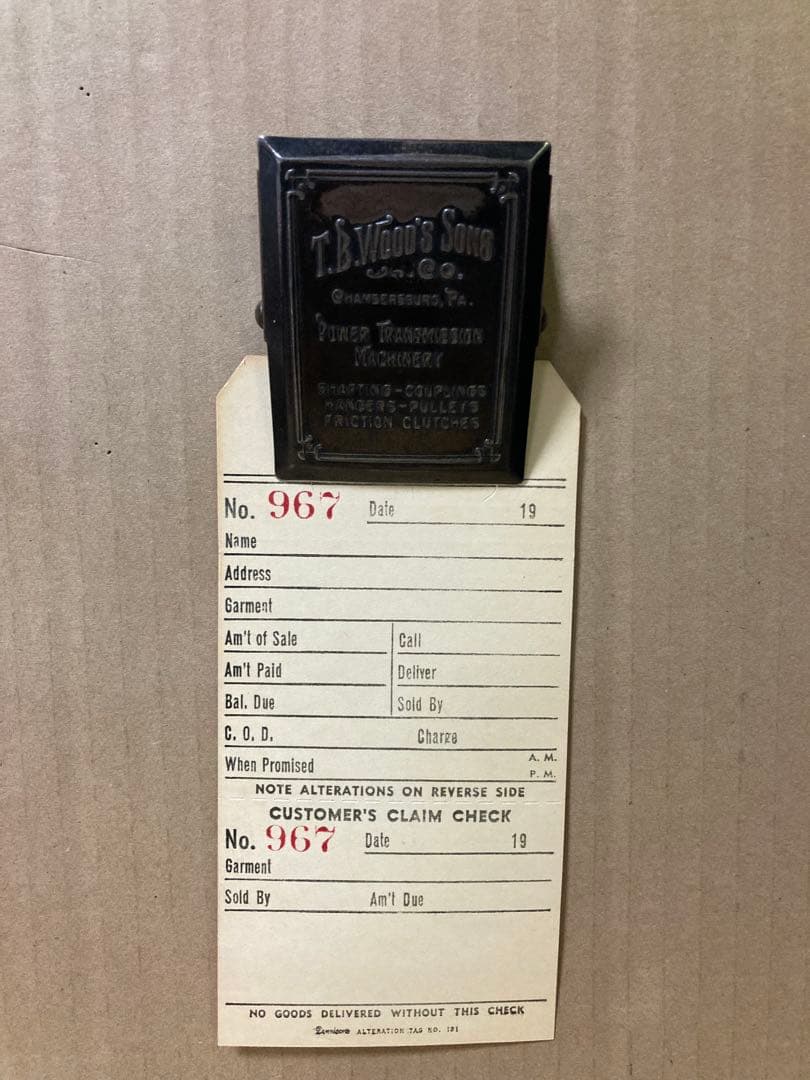 T.B. WOOD'S SONS
CO.
CHAMBERSBURG, PA.
POWER TRANSMISSION
MACHINERY
SHAFTING-COUPLINGS
HANGERS-PULLEYS
FRICTION CLUTCHES
No. 967 Date 19
Name
Address
Garment
Am't of Sale Call
Am't Paid Deliver
Bal. Due Sold By
C. O. D. Charge
When Promised A. M.
P. M.
NOTE ALTERATIONS ON REVERSE SIDE
CUSTOMER'S CLAIM CHECK
No. 967 Date 19
Garment
Sold By Am't Due
NO GOODS DELIVERED WITHOUT THIS CHECK
Dennison ALTERATION TAG NO. 191